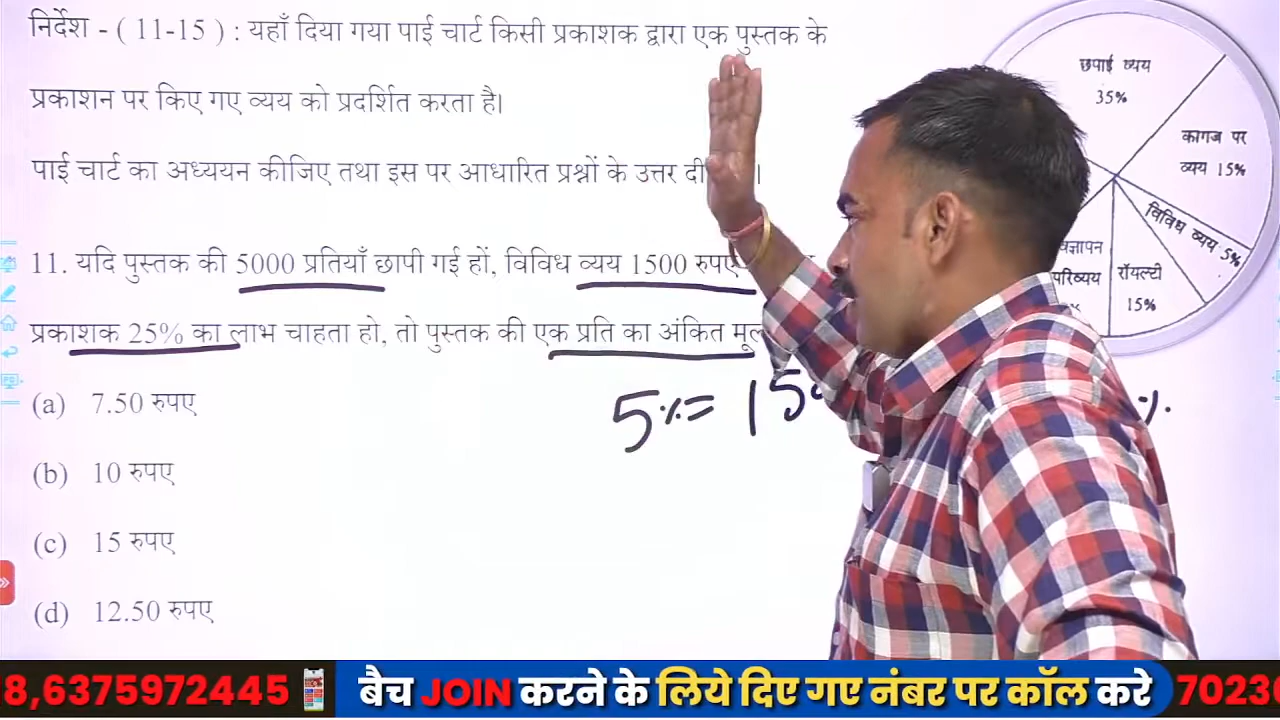 निर्देश - ( 11-15 ) : यहाँ दिया गया पाई चार्ट किसी प्रकाशक द्वारा एक पुस्तक के
प्रकाशन पर किए गए व्यय को प्रदर्शित करता है।
पाई चार्ट का अध्ययन कीजिए तथा इस पर आधारित प्रश्नों के उत्तर
11. यदि पुस्तक की 5000 प्रतियाँ छापी गई हों, विविध व्यय 1500 रुपए
प्रकाशक 25% का लाभ चाहता हो, तो पुस्तक की एक प्रति का अंकित
(a) 7.50 रुपए
(b) 10 रुपए
(c) 15 रुपए
(d) 12.50 रुपए
छपाई व्यय
35%
कागज पर
व्यय 15%
विविध व्यय 5%
रॉयल्टी
15%
परिव्यय
5%=
8,6375972445
बैच JOIN करने के लिये दिए गए नंबर पर कॉल करे